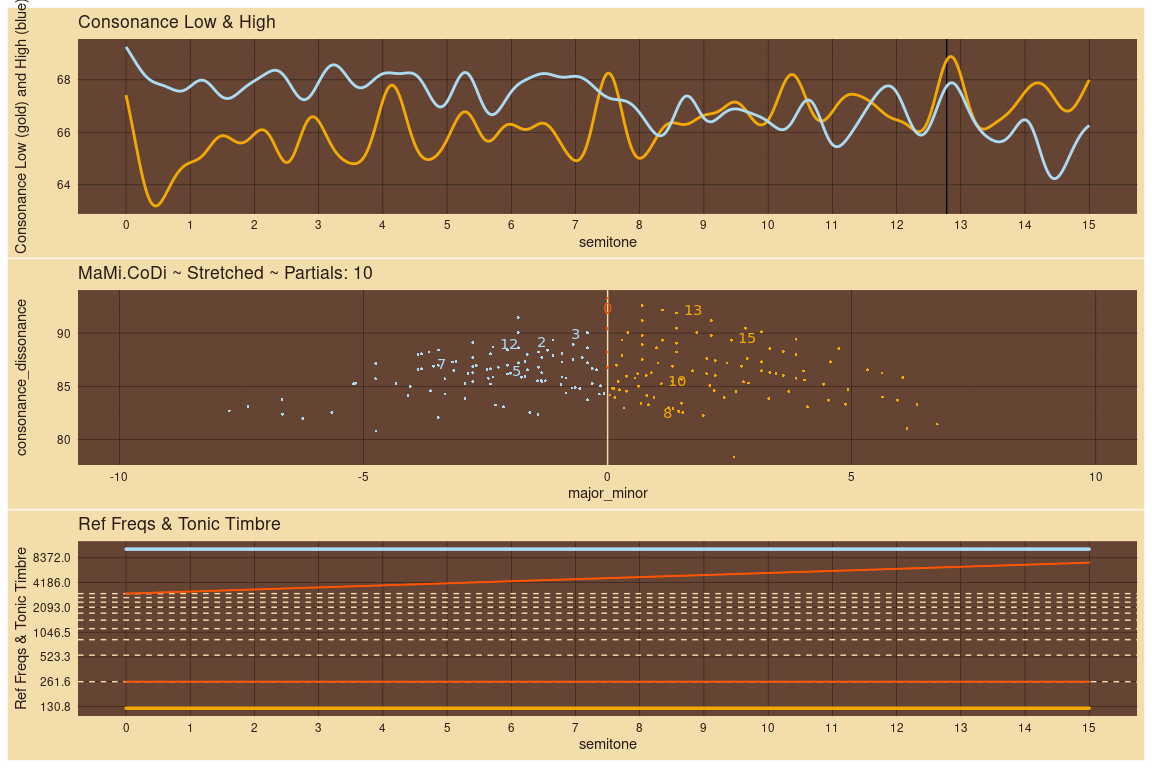 Consonance Low & High
Consonance Low (gold) and High (blue)
68
66
64
0 1 2 3 4 5 6 7 8 9 10 11 12 13 14 15
semitone
MaMi.CoDi ~ Stretched ~ Partials: 10
consonance_dissonance
90
85
80
0
13
15
3
2
12
7
5
10
8
-10 -5 0 5 10
major_minor
Ref Freqs & Tonic Timbre
Ref Freqs & Tonic Timbre
8372.0
4186.0
2093.0
1046.5
523.3
261.6
130.8
0 1 2 3 4 5 6 7 8 9 10 11 12 13 14 15
semitone